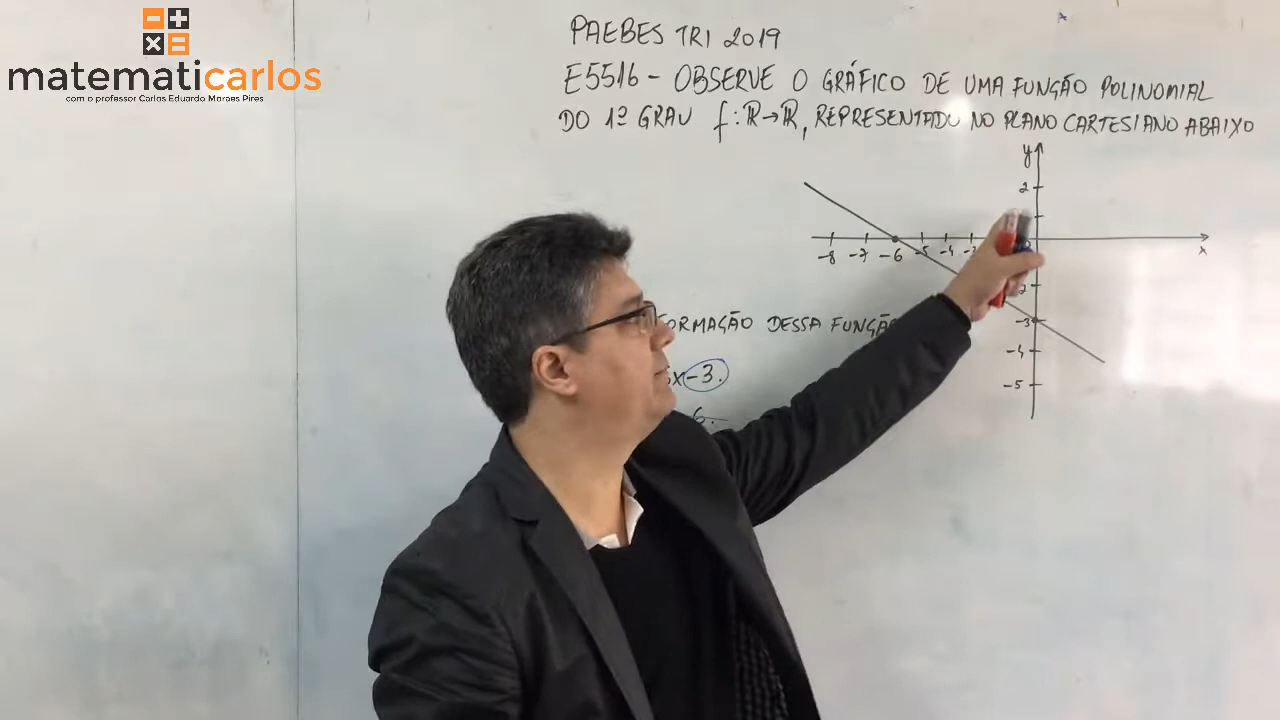 matematicarlos
com o professor Carlos Eduardo Moraes Pires
PAEBES TRI 2019
E5516 - OBSERVE O GRÁFICO DE UMA FUNÇÃO POLINOMIAL
DO 1º GRAU f: ℝ→ℝ, REPRESENTADO NO PLANO CARTESIANO ABAIXO
y
2
-8 -7 -6 -5 -4
x
-3
-4
-5
FORMAÇÃO DESSA FUNÇÃO
x-3.
6.